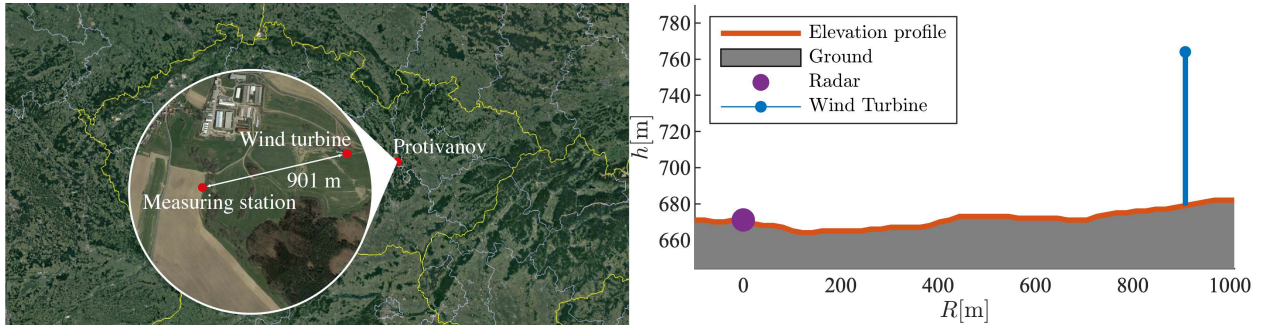 Wind turbine
Protivanov
901 m
Measuring station
780
760
740
720
700
680
660
h[m]
Elevation profile
Ground
Radar
Wind Turbine
0
200
400
600
800
1000
R[m]